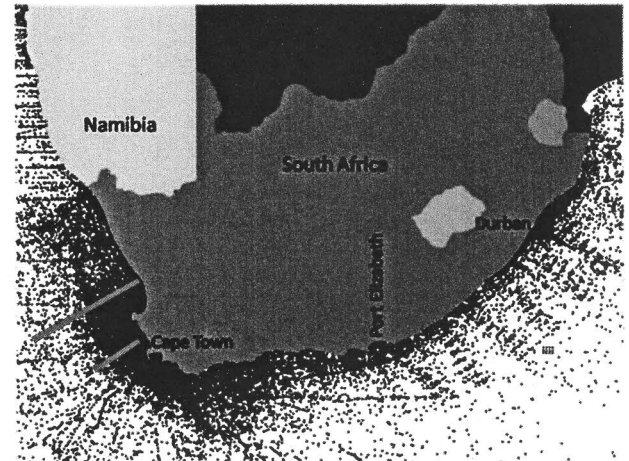 Namibia
South Africa
Durban
Port Elizabeth
Cape Town